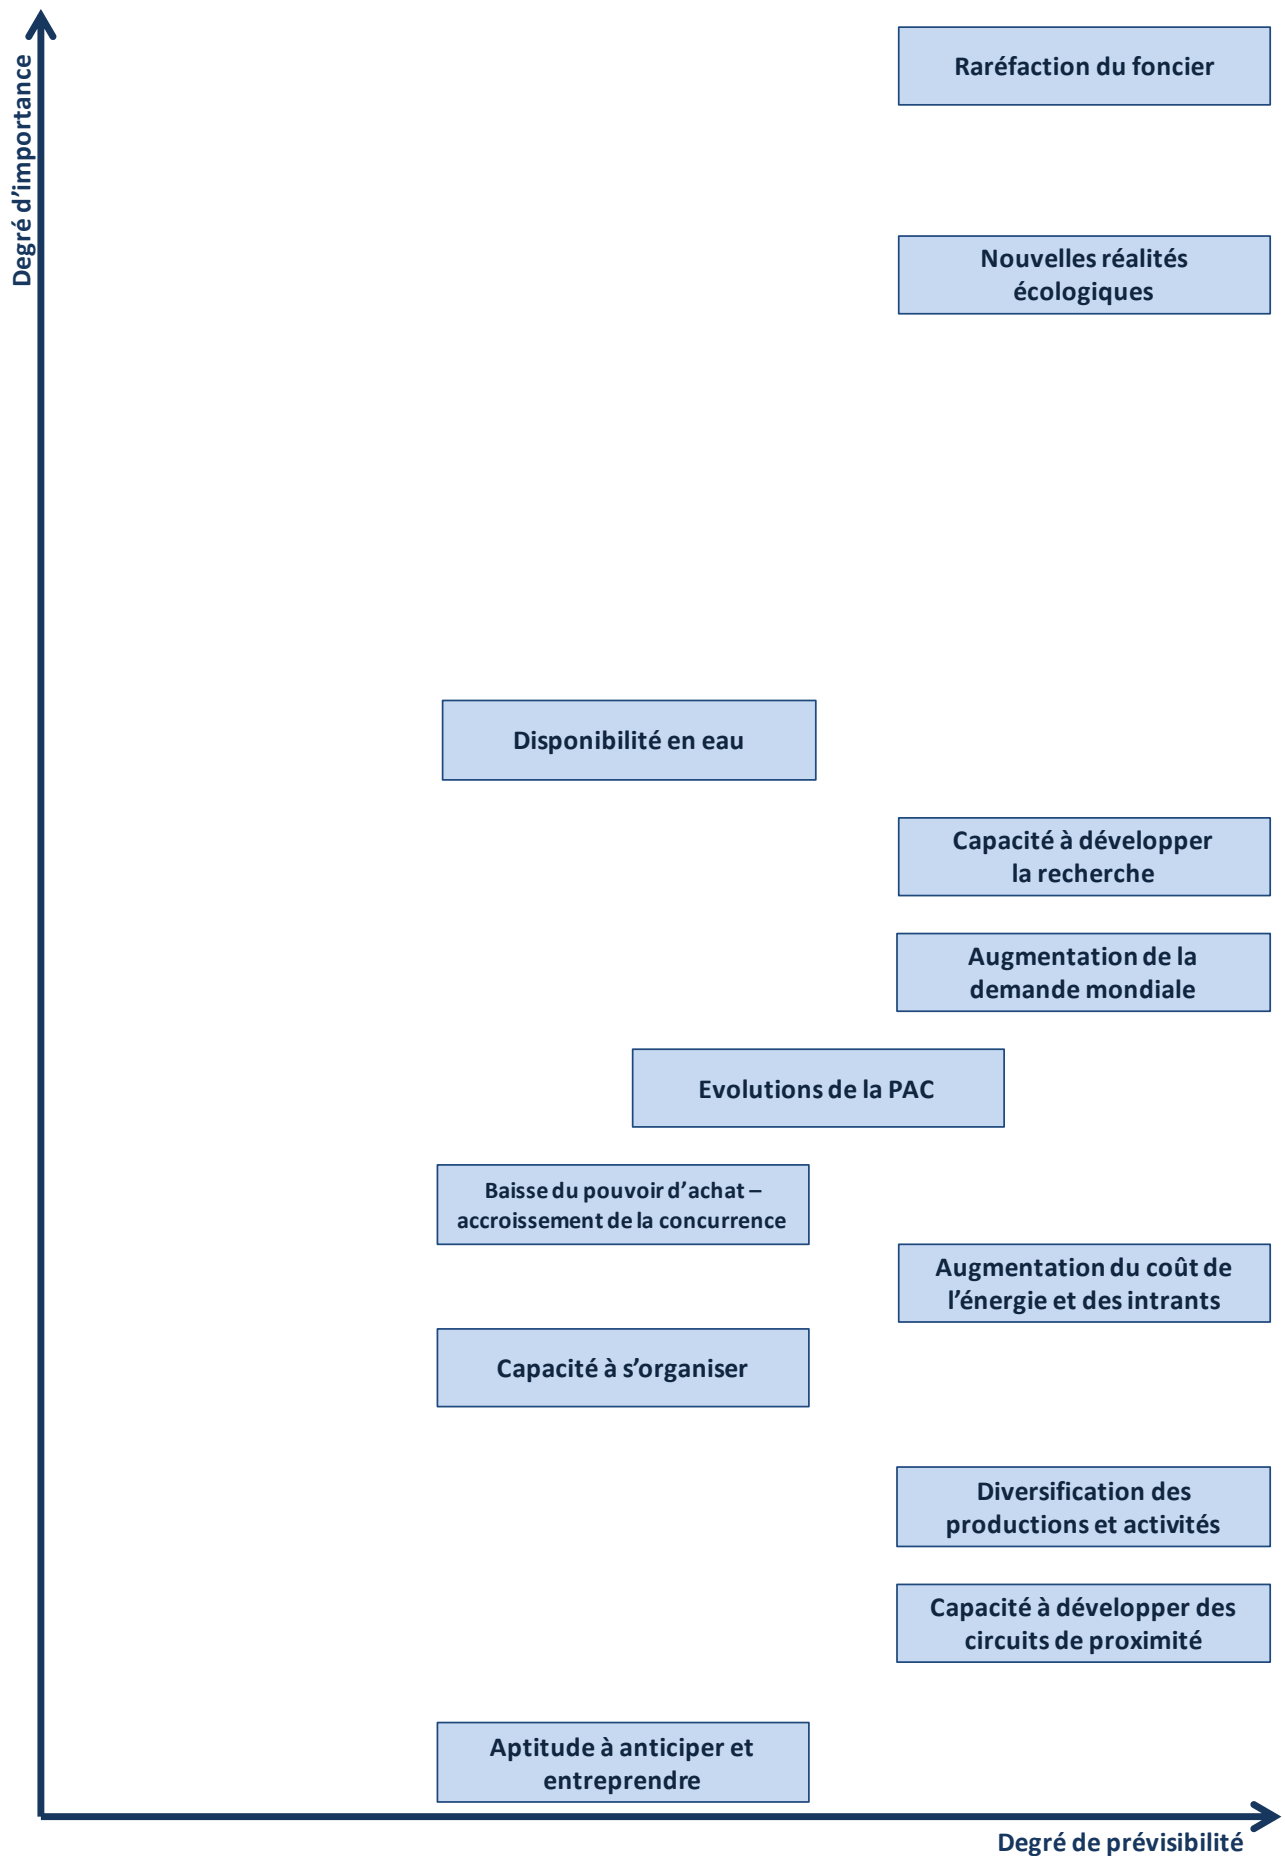 Degré d'importance
Raréfaction du foncier
Nouvelles réalités
écologiques
Disponibilité en eau
Capacité à développer
la recherche
Augmentation de la
demande mondiale
Evolutions de la PAC
Baisse du pouvoir d'achat –
accroissement de la concurrence
Augmentation du coût de
l'énergie et des intrants
Capacité à s'organiser
Diversification des
productions et activités
Capacité à développer des
circuits de proximité
Aptitude à anticiper et
entreprendre
Degré de prévisibilité